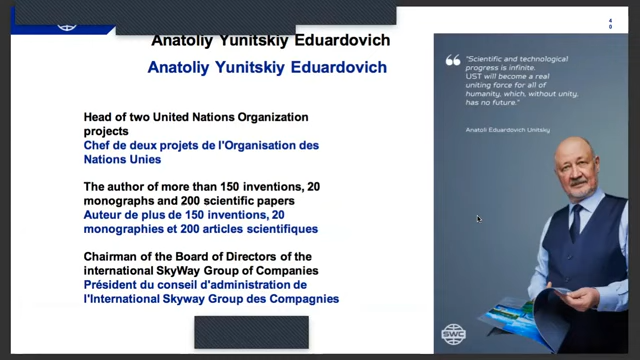 4
0
Anatoliy Yunitskiy Eduardovich
Anatoliy Yunitskiy Eduardovich
Head of two United Nations Organization
projects
Chef de deux projets de l'Organisation des
Nations Unies
The author of more than 150 inventions, 20
monographs and 200 scientific papers
Auteur de plus de 150 inventions, 20
monographies et 200 articles scientifiques
Chairman of the Board of Directors of the
international SkyWay Group of Companies
Président du conseil d'administration de
l'International Skyway Group des Compagnies
"Scientific and technological
progress is infinite.
UST will become a real
uniting force for all of
humanity, which, without unity,
has no future."
Anatoli Eduardovich Unitsky
SWC